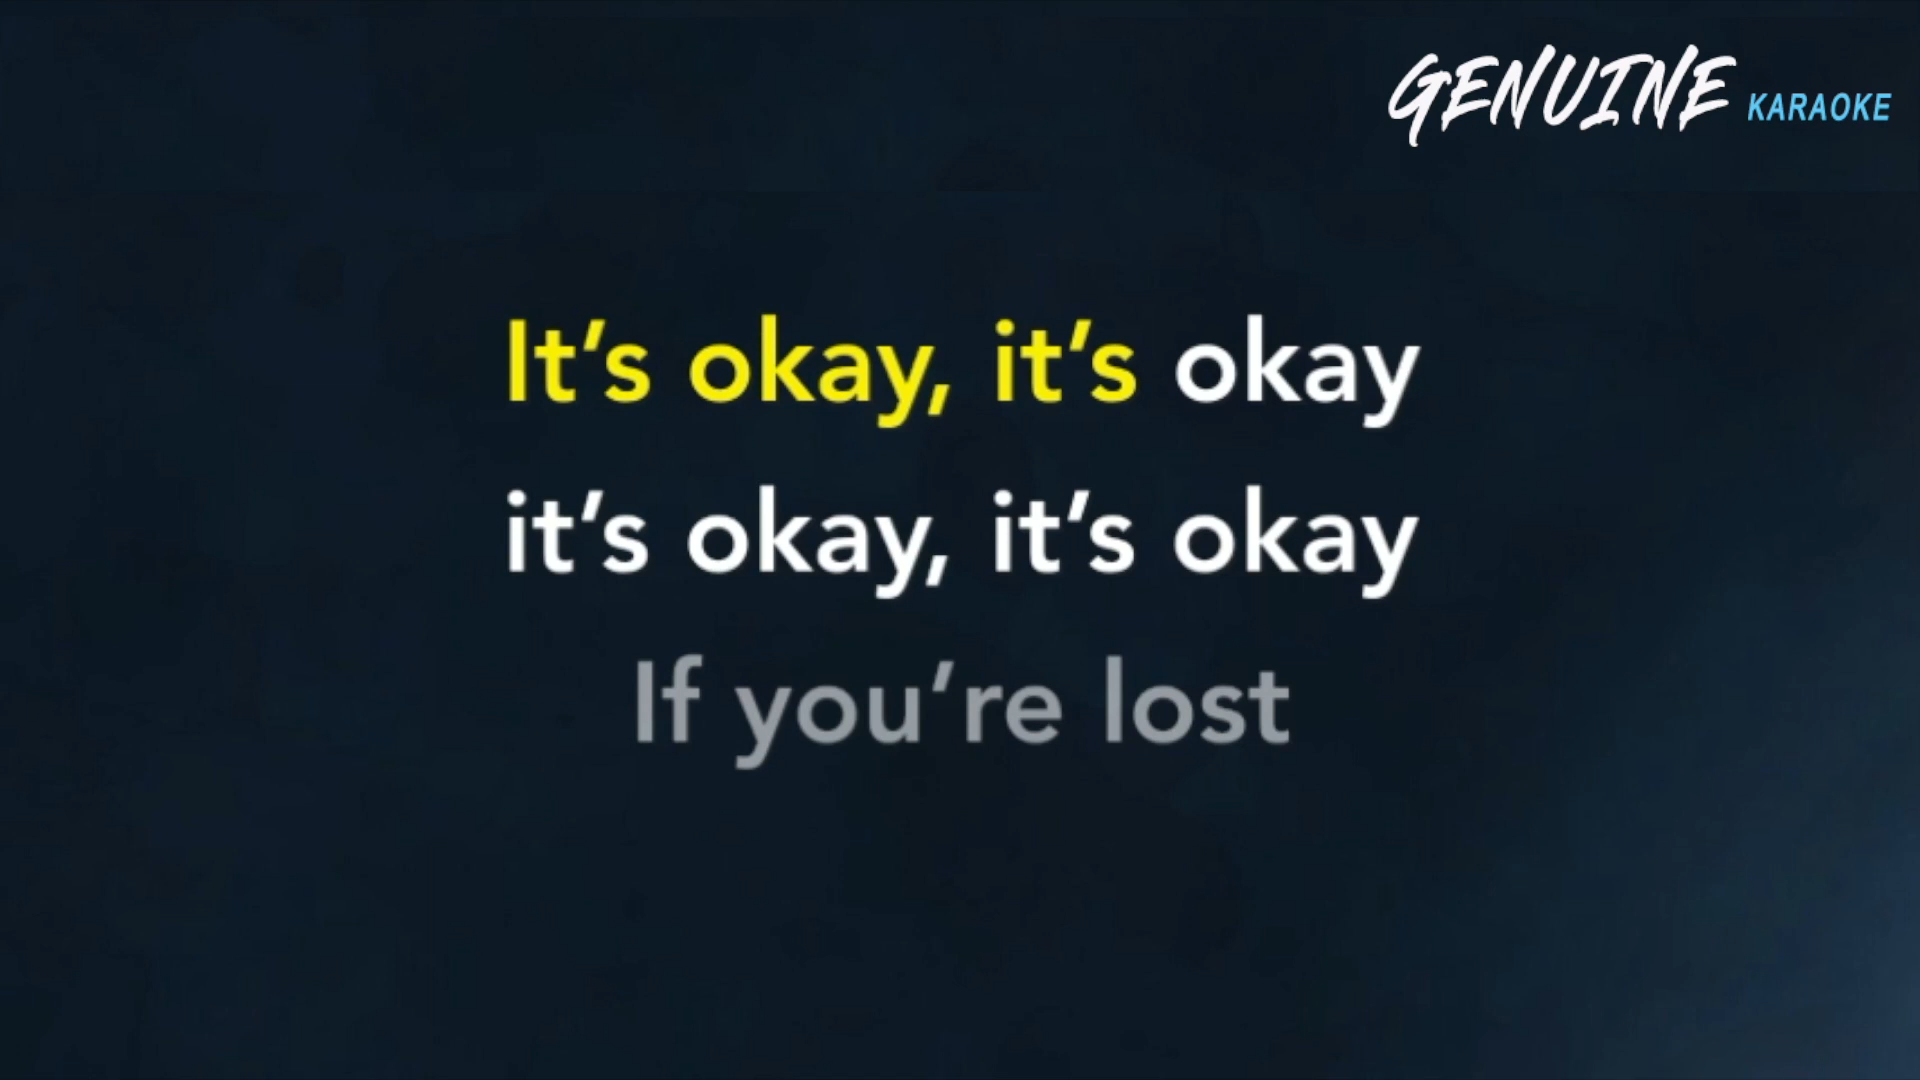 GENUINE KARAOKE
It’s okay, it’s okay
it’s okay, it’s okay
If you’re lost